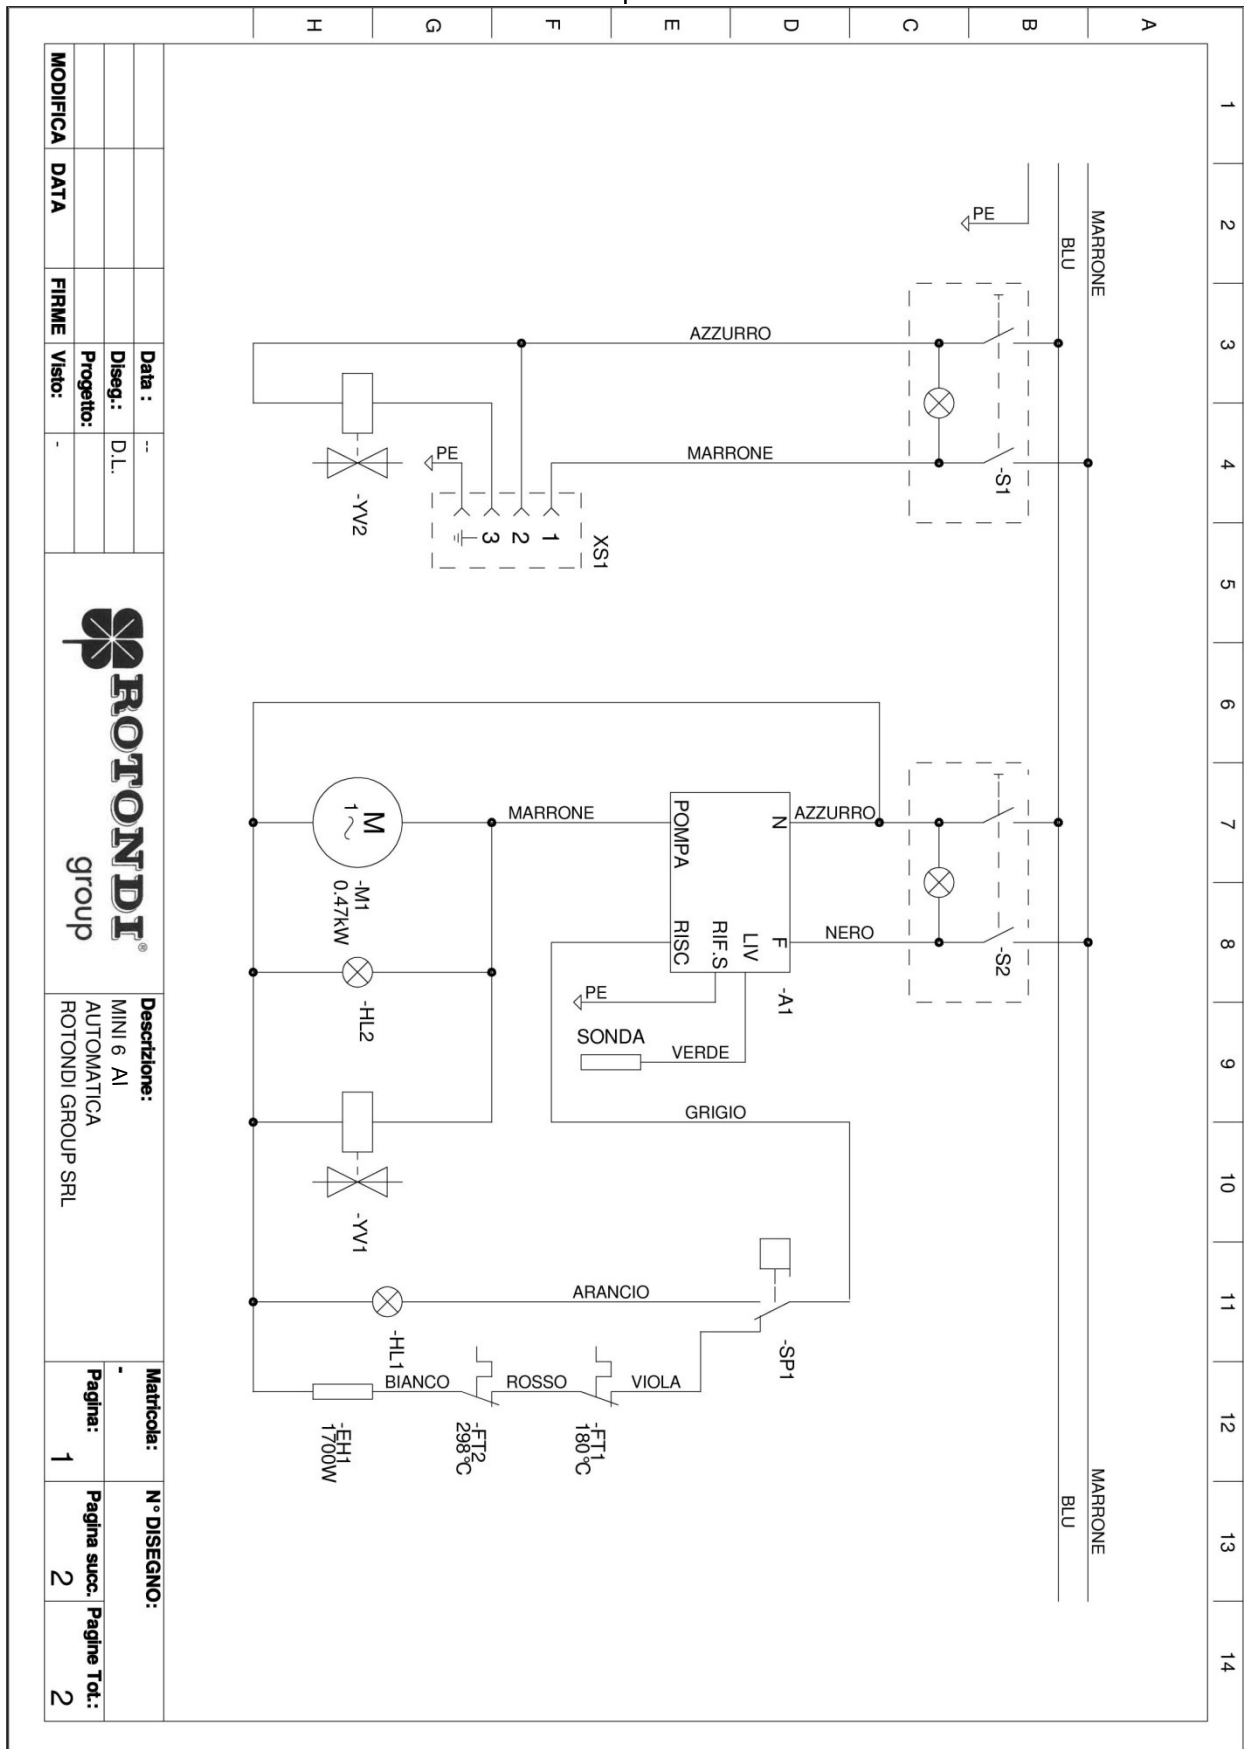 A
B
C
D
E
F
G
H
1
2
3
4
5
6
7
8
9
10
11
12
13
14
MARRONE
BLU
PE
MARRONE
BLU
-S1
AZZURRO
MARRONE
XS1
1
2
3
PE
-YV2
-S2
AZZURRO
NERO
N
F
LIV
RIF.S
POMPA
RISC
-A1
PE
SONDA
VERDE
GRIGIO
MARRONE
M
1 ~
-M1
0.47kW
-HL2
-YV1
-SP1
ARANCIO
-HL1
VIOLA
-FT1
180°C
ROSSO
-FT2
298°C
BIANCO
-EH1
1700W
MODIFICA
DATA
FIRME
Data :
--
Diseg.:
D.L.
Progetto:
Visto:
-
ROTONDI®
group
Descrizione:
MINI 6 AI
AUTOMATICA
ROTONDI GROUP SRL
Matricola:
-
N° DISEGNO:
Pagina:
1
Pagina succ.
2
Pagine Tot.:
2